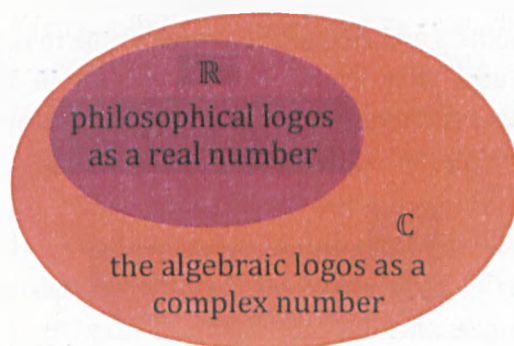 ℝ
philosophical logos
as a real number
ℂ
the algebraic logos as a
complex number